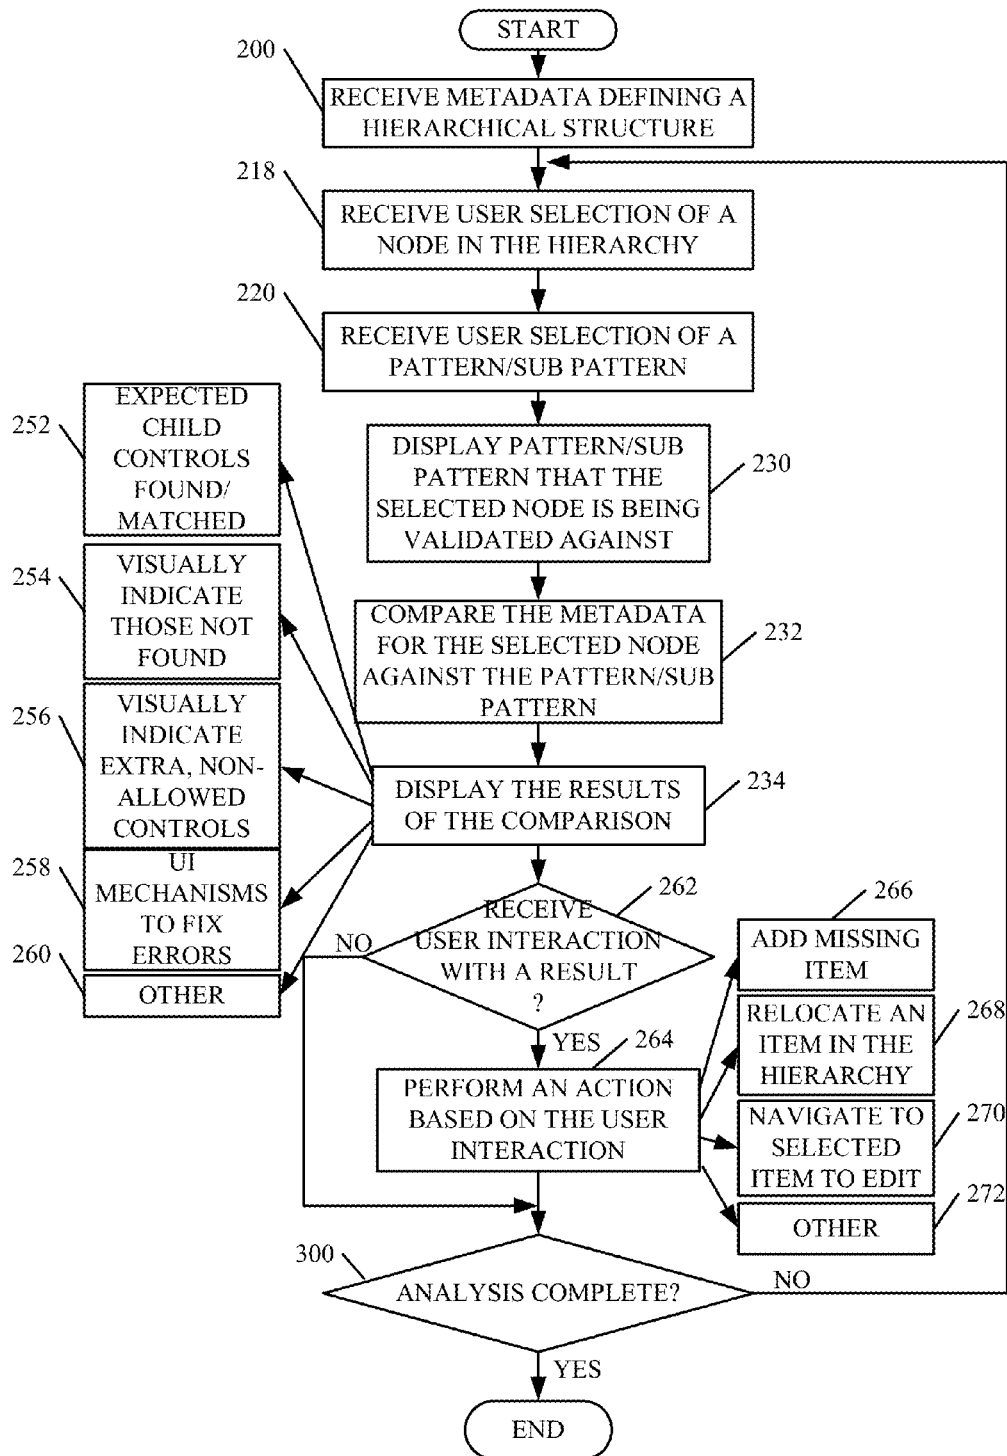 START
200
RECEIVE METADATA DEFINING A
HIERARCHICAL STRUCTURE
218
RECEIVE USER SELECTION OF A
NODE IN THE HIERARCHY
220
RECEIVE USER SELECTION OF A
PATTERN/SUB PATTERN
252
EXPECTED
CHILD
CONTROLS
FOUND/
MATCHED
DISPLAY PATTERN/SUB
PATTERN THAT THE
SELECTED NODE IS BEING
VALIDATED AGAINST
230
254
VISUALLY
INDICATE
THOSE NOT
FOUND
COMPARE THE METADATA
FOR THE SELECTED NODE
AGAINST THE PATTERN/SUB
PATTERN
232
256
VISUALLY
INDICATE
EXTRA, NON-
ALLOWED
CONTROLS
DISPLAY THE RESULTS
OF THE COMPARISON
234
258
UI
MECHANISMS
TO FIX
ERRORS
260
OTHER
262
RECEIVE
USER INTERACTION
WITH A RESULT
?
NO
YES
264
PERFORM AN ACTION
BASED ON THE USER
INTERACTION
266
ADD MISSING
ITEM
268
RELOCATE AN
ITEM IN THE
HIERARCHY
270
NAVIGATE TO
SELECTED
ITEM TO EDIT
272
OTHER
300
ANALYSIS COMPLETE?
NO
YES
END